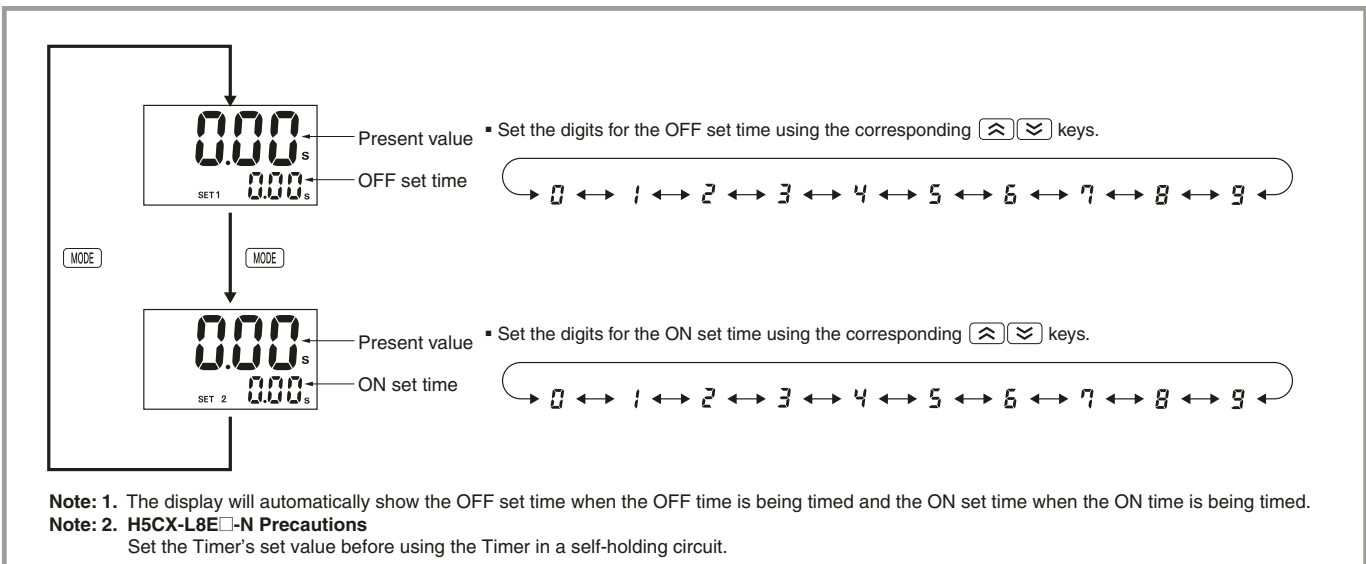 0.00 s
Present value
SET 1 0.00 s
OFF set time
▪ Set the digits for the OFF set time using the corresponding keys.
0 ↔ 1 ↔ 2 ↔ 3 ↔ 4 ↔ 5 ↔ 6 ↔ 7 ↔ 8 ↔ 9
MODE
MODE
0.00 s
Present value
SET 2 0.00 s
ON set time
▪ Set the digits for the ON set time using the corresponding keys.
0 ↔ 1 ↔ 2 ↔ 3 ↔ 4 ↔ 5 ↔ 6 ↔ 7 ↔ 8 ↔ 9
Note: 1. The display will automatically show the OFF set time when the OFF time is being timed and the ON set time when the ON time is being timed.
Note: 2. H5CX-L8E□-N Precautions
Set the Timer's set value before using the Timer in a self-holding circuit.